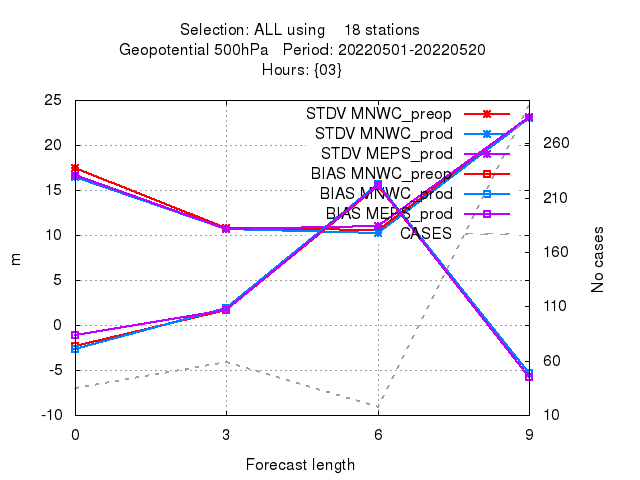 Selection: ALL using 18 stations
Geopotential 500hPa Period: 20220501-20220520
Hours: {03}
25
20
15
10
5
0
-5
-10
m
STDV MNWC_preop
STDV MNWC_prod
STDV MEPS_prod
BIAS MNWC_preop
BIAS MNWC_prod
BIAS MEPS_prod
CASES
260
210
160
110
60
10
No cases
0 3 6 9
Forecast length